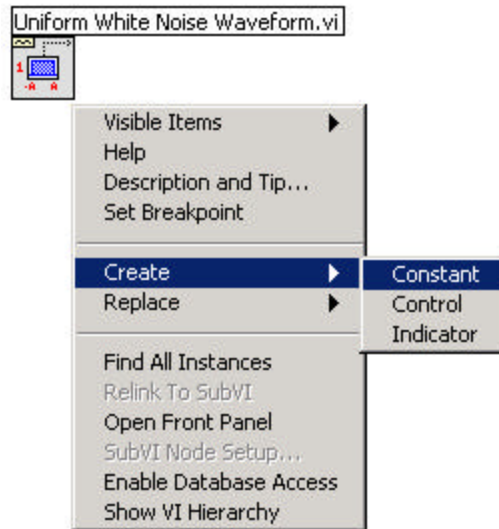 Uniform White Noise Waveform.vi
1
-A A
Visible Items
Help
Description and Tip...
Set Breakpoint
Create
Replace
Constant
Control
Indicator
Find All Instances
Relink To SubVI
Open Front Panel
SubVI Node Setup...
Enable Database Access
Show VI Hierarchy